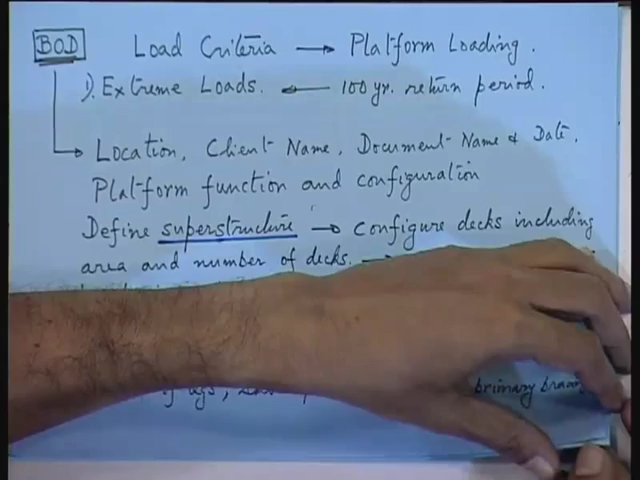 BOD Load Criteria → Platform Loading.
1). Extreme Loads. ← 100 yr. return period.
→ Location, Client Name, Document Name & Date,
Platform function and configuration
Define superstructure → configure decks including
area and number of decks. →
primary